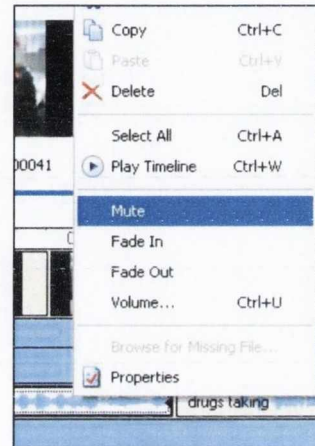 Copy Ctrl+C
Paste Ctrl+V
Delete Del
Select All Ctrl+A
00041
Play Timeline Ctrl+W
Mute
Fade In
Fade Out
Volume... Ctrl+U
Browse for Missing File...
Properties
drugs taking